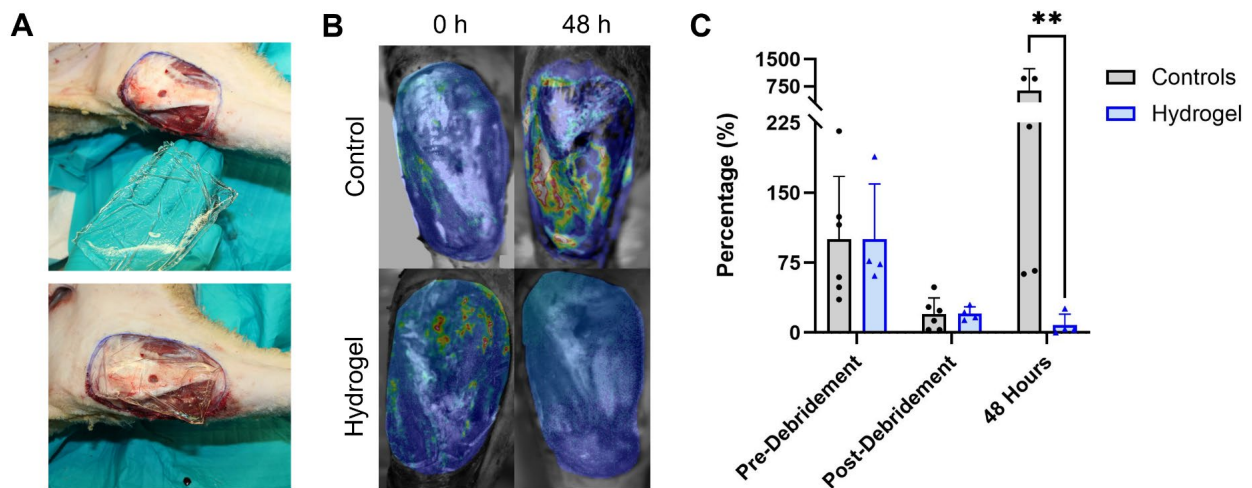 A
B
0 h
48 h
Control
Hydrogel
C
**
1500
750
225
150
75
0
Percentage (%)
Pre-Debridement
Post-Debridement
48 Hours
Controls
Hydrogel